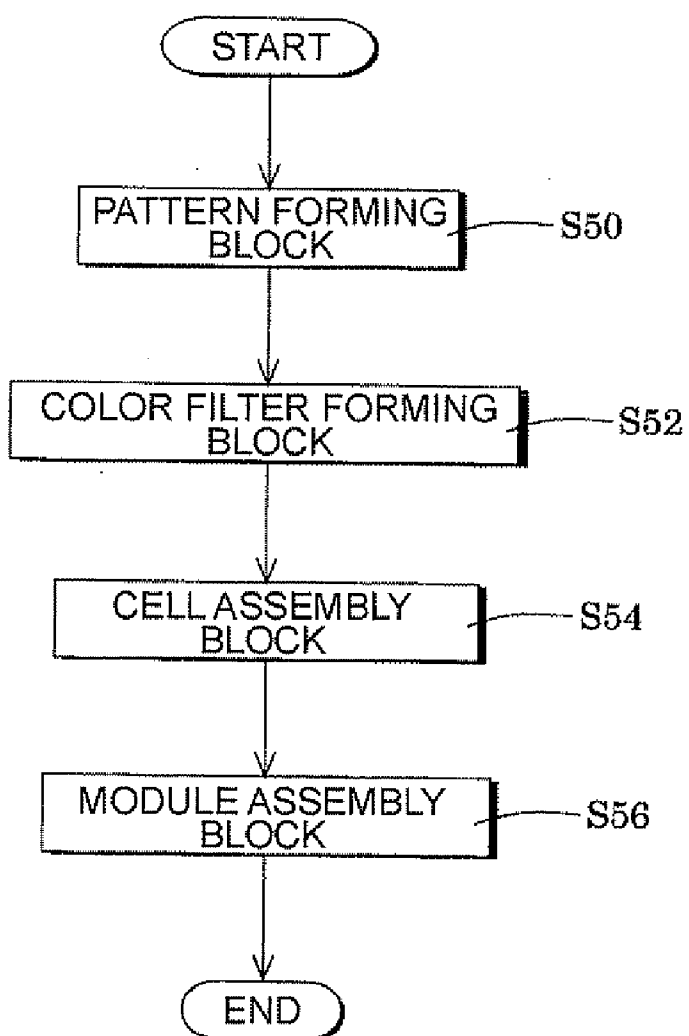 START
PATTERN FORMING
BLOCK
S50
COLOR FILTER FORMING
BLOCK
S52
CELL ASSEMBLY
BLOCK
S54
MODULE ASSEMBLY
BLOCK
S56
END